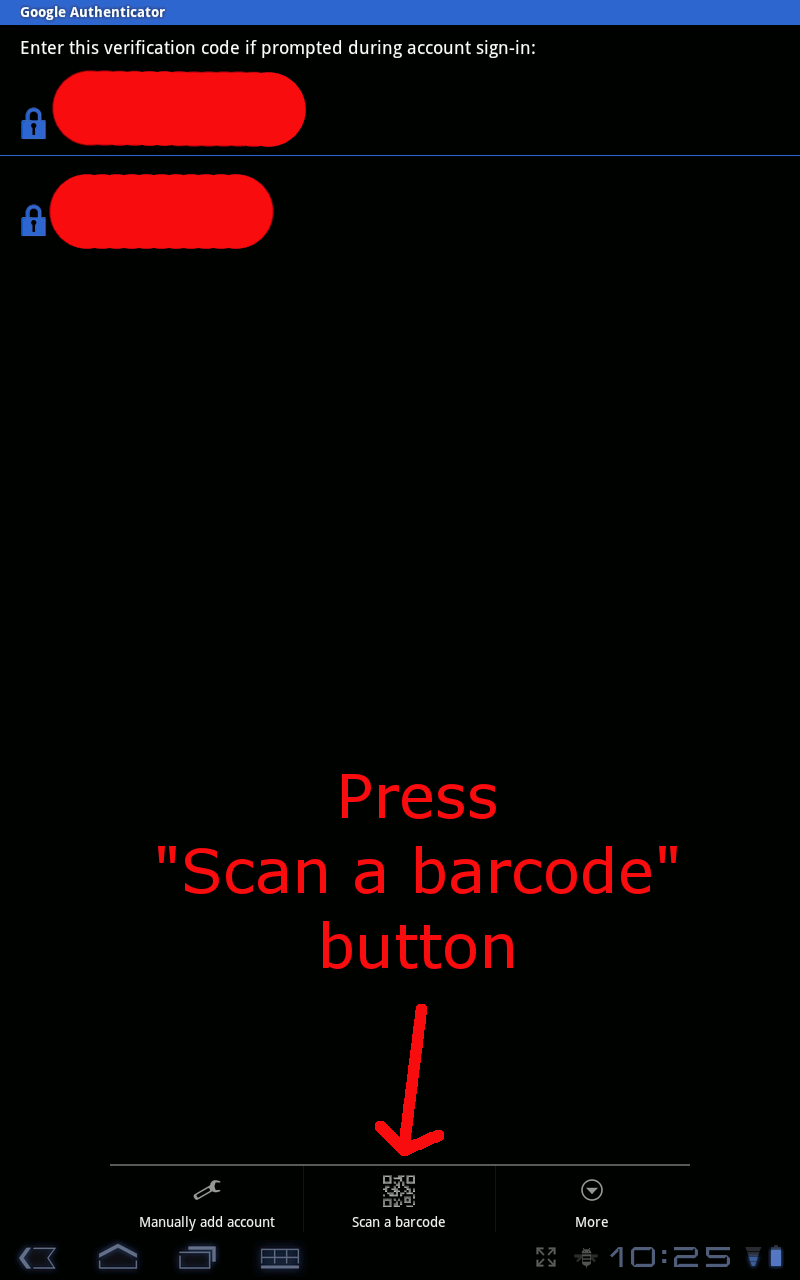 Google Authenticator
Enter this verification code if prompted during account sign-in:
Press
"Scan a barcode"
button
Manually add account
Scan a barcode
More
10:25